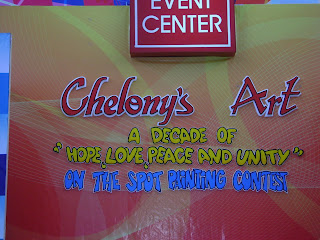 EVENT
CENTER
Chelony's Art
A DECADE OF
"HOPE, LOVE, PEACE AND UNITY"
ON THE SPOT PAINTING CONTEST